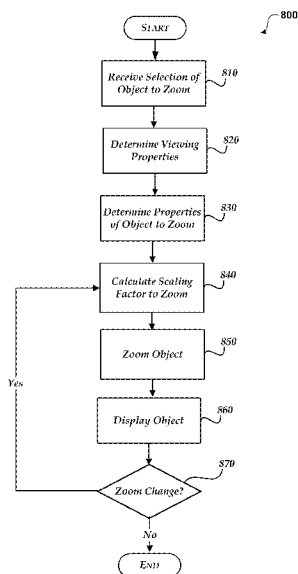 800
START
Receive Selection of
Object to Zoom
810
Determine Viewing
Properties
820
Determine Properties
of Object to Zoom
830
Calculate Scaling
Factor to Zoom
840
Zoom Object
850
Yes
Display Object
860
Zoom Change?
870
No
END